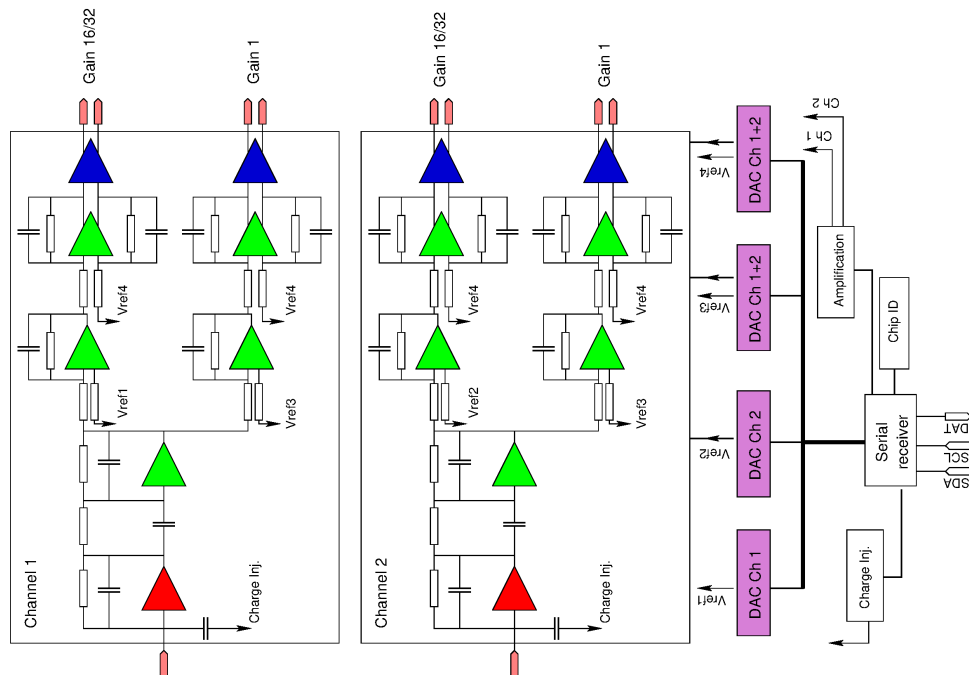 Gain 16/32
Gain 1
Vref4
Vref4
Vref1
Vref3
Channel 1
Charge Inj.
Gain 16/32
Gain 1
Vref4
Vref4
Vref2
Vref3
Channel 2
Charge Inj.
Vref4
DAC Ch 1+2
Ch 1
Ch 2
Vref3
DAC Ch 1+2
Amplification
Chip ID
Vref2
DAC Ch 2
Serial
receiver
SDA
SCL
DAT
Vref1
DAC Ch 1
Charge Inj.